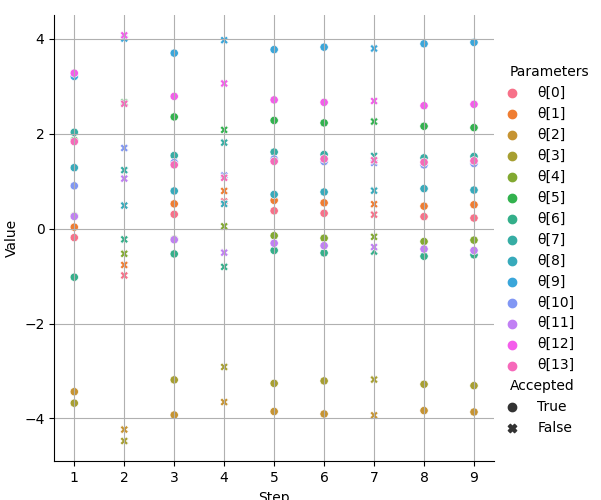 4
2
0
−2
−4
Value
1 2 3 4 5 6 7 8 9
Step
Parameters
θ[0]
θ[1]
θ[2]
θ[3]
θ[4]
θ[5]
θ[6]
θ[7]
θ[8]
θ[9]
θ[10]
θ[11]
θ[12]
θ[13]
Accepted
True
False